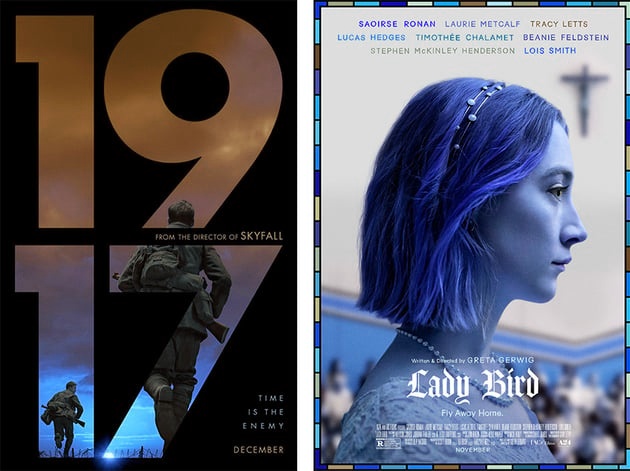 19
FROM THE DIRECTOR OF SKYFALL
17
TIME
IS THE
ENEMY
DECEMBER
SAOIRSE RONAN LAURIE METCALF TRACY LETTS
LUCAS HEDGES TIMOTHÉE CHALAMET BEANIE FELDSTEIN
STEPHEN McKINLEY HENDERSON LOIS SMITH
Written & Directed by GRETA GERWIG
Lady Bird
Fly Away Home.
R
A24
NOVEMBER